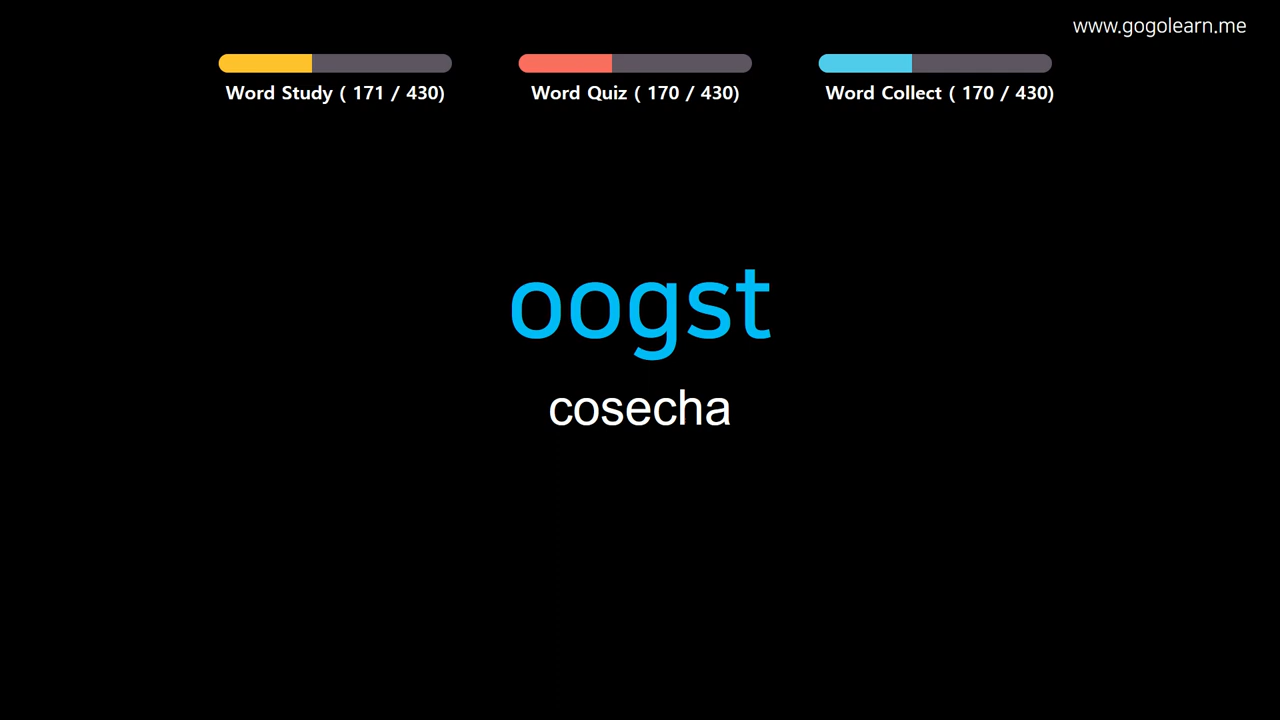 www.gogolearn.me
Word Study ( 171 / 430)
Word Quiz ( 170 / 430)
Word Collect ( 170 / 430)
oogst
cosecha